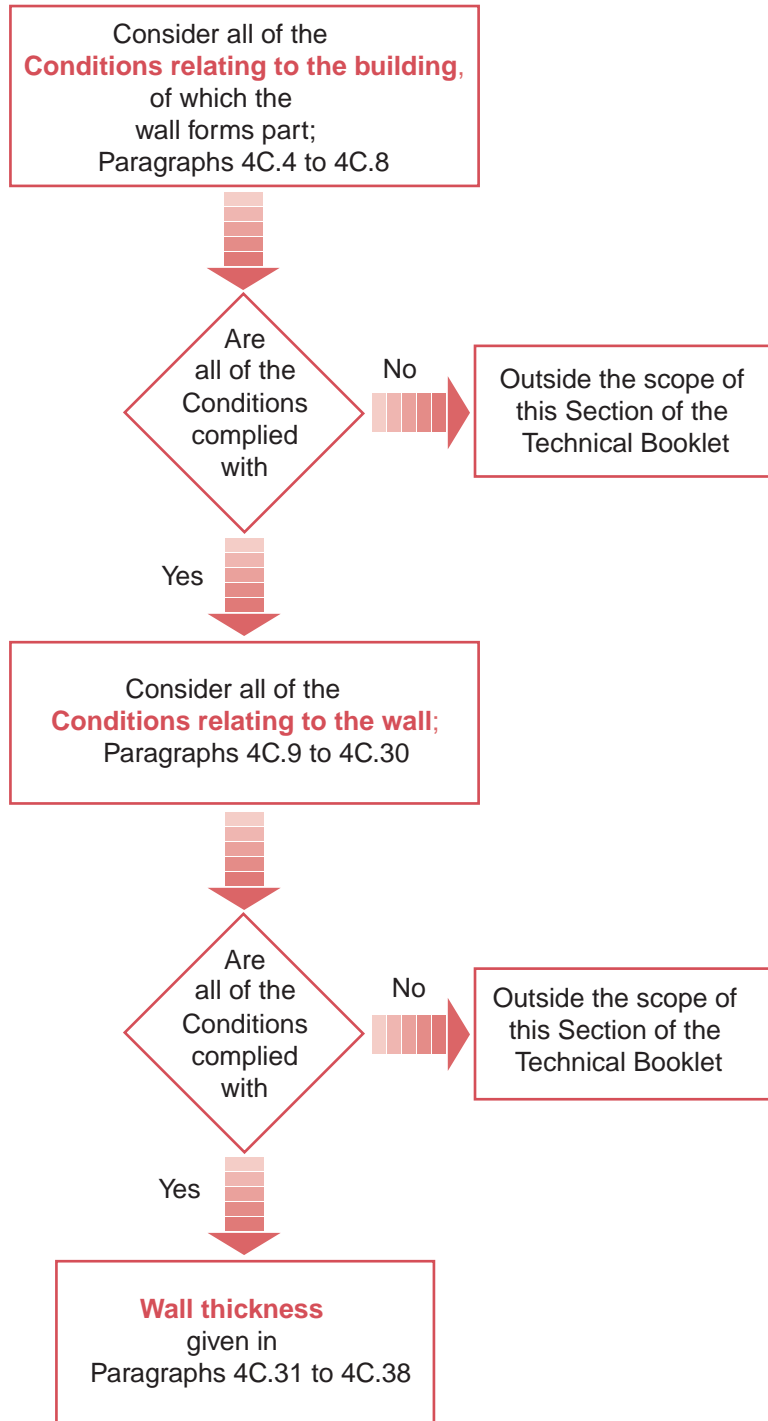 Consider all of the
Conditions relating to the building,
of which the
wall forms part;
Paragraphs 4C.4 to 4C.8
Are
all of the
Conditions
complied
with
No
Outside the scope of
this Section of the
Technical Booklet
Yes
Consider all of the
Conditions relating to the wall;
Paragraphs 4C.9 to 4C.30
Are
all of the
Conditions
complied
with
No
Outside the scope of
this Section of the
Technical Booklet
Yes
Wall thickness
given in
Paragraphs 4C.31 to 4C.38